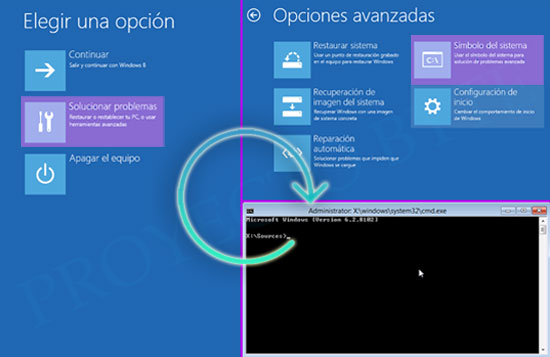 Elegir una opción
Continuar
Salir y continuar con Windows 8
Solucionar problemas
Restaurar o restablecer tu PC, o usar
herramientas avanzadas
Apagar el equipo
Opciones avanzadas
Restaurar sistema
Usar un punto de restauración grabado
en el equipo para restaurar Windows
Símbolo del sistema
Usar el símbolo del sistema para
solución de problemas avanzada
Recuperación de
imagen del sistema
Recuperar Windows con una imagen
de sistema concreta
Configuración de
inicio
Cambiar el comportamiento de inicio
de Windows
Reparación
automática
Solucionar problemas que impiden que
Windows se cargue
Administrator: X:\windows\system32\cmd.exe
Microsoft Windows [Version 6.2.8102]
X:\Sources>_